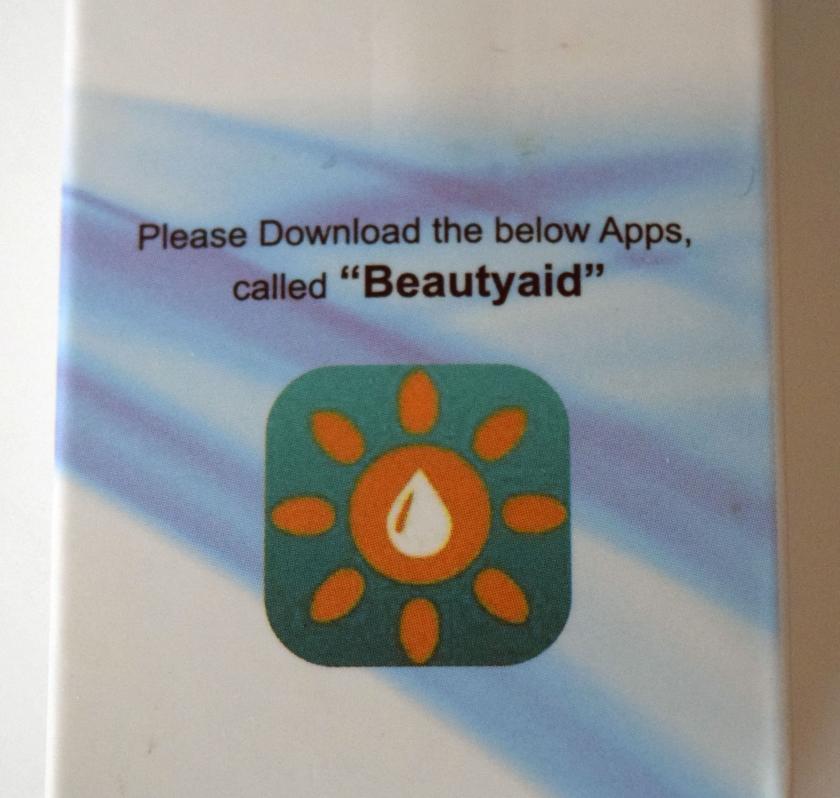 Please Download the below Apps,
called “Beautyaid”